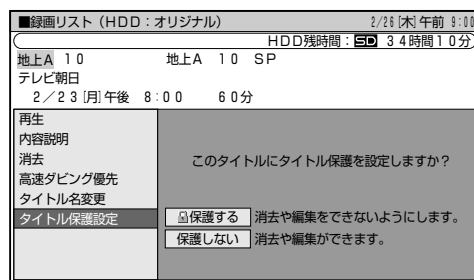 ■録画リスト（HDD：オリジナル） 2/26[木]午前 9:00
HDD残時間：SD 34時間10分
地上A 10 地上A 10 SP
テレビ朝日
2/23[月]午後 8:00 60分
再生
内容説明
消去
高速ダビング優先
タイトル名変更
タイトル保護設定
このタイトルにタイトル保護を設定しますか？
保護する 消去や編集をできないようにします。
保護しない 消去や編集ができます。